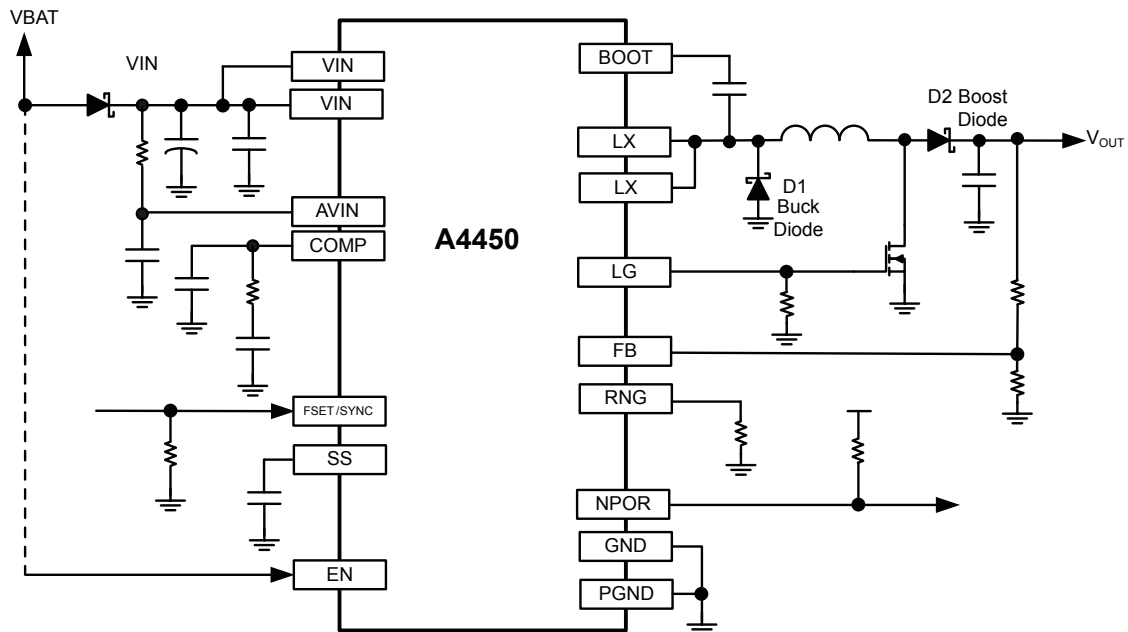 VBAT
VIN
VIN
VIN
AVIN
COMP
FSET/SYNC
SS
EN
A4450
BOOT
LX
LX
LG
FB
RNG
NPOR
GND
PGND
D1
Buck
Diode
D2 Boost
Diode
VOUT